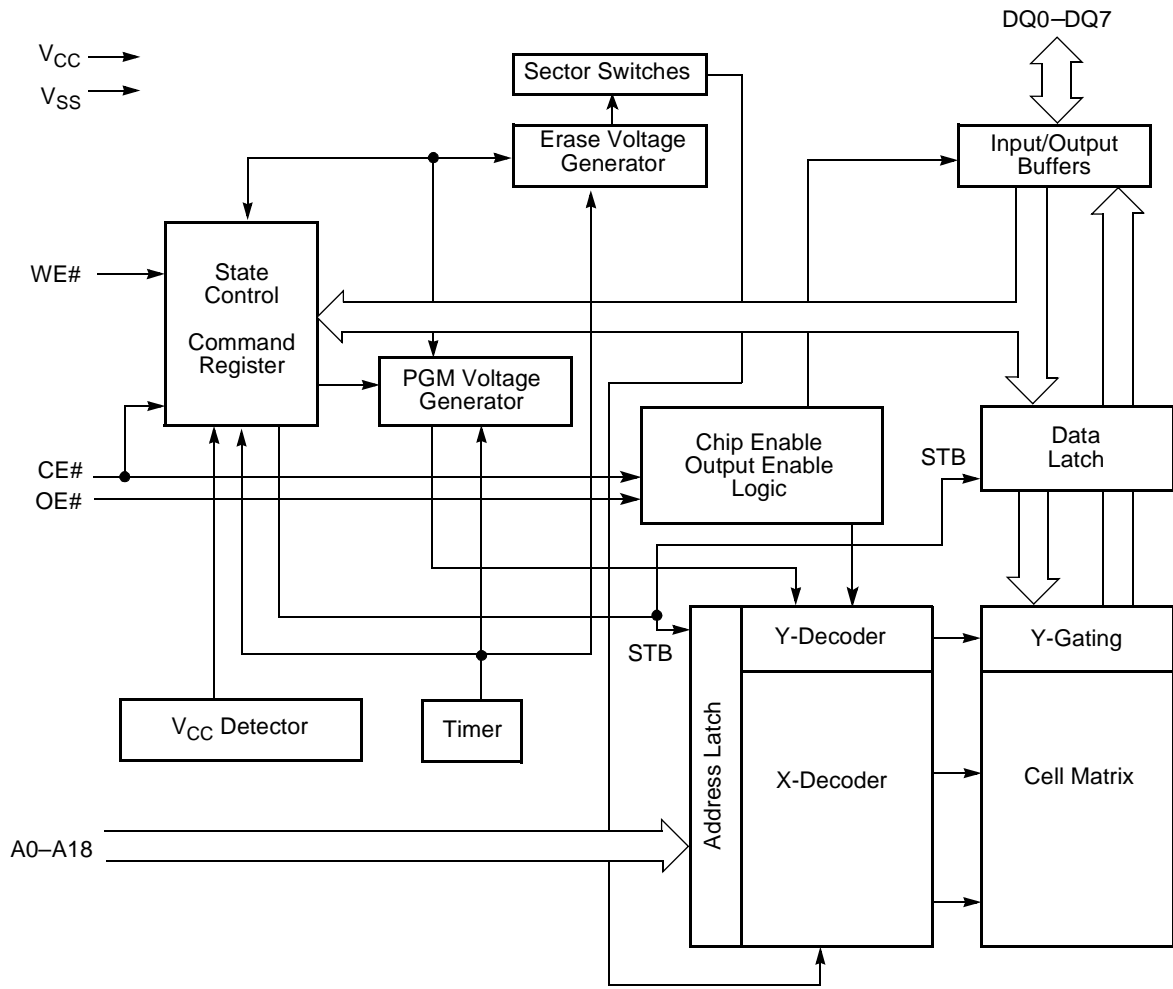 DQ0–DQ7
VCC
VSS
Sector Switches
Erase Voltage
Generator
Input/Output
Buffers
WE#
State
Control
Command
Register
PGM Voltage
Generator
Chip Enable
Output Enable
Logic
STB
Data
Latch
CE#
OE#
STB
Y-Decoder
Y-Gating
VCC Detector
Timer
Address Latch
X-Decoder
Cell Matrix
A0–A18